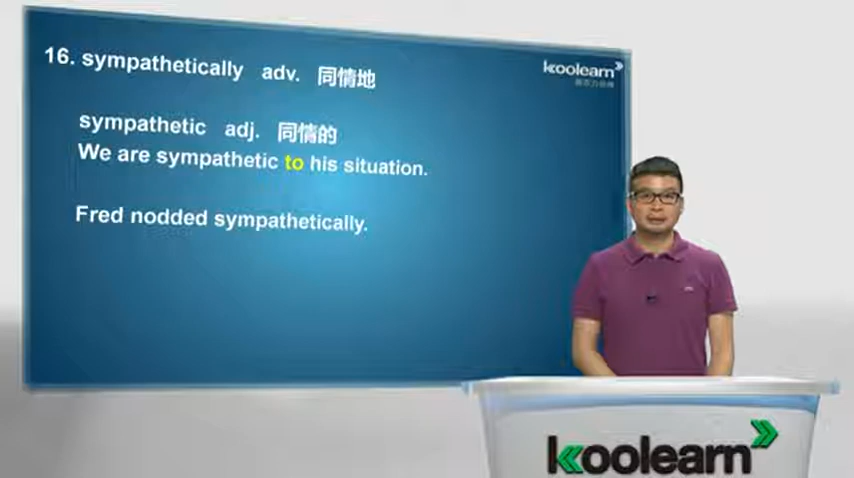 16. sympathetically adv. 同情地
koolearn
sympathetic adj. 同情的
We are sympathetic to his situation.
Fred nodded sympathetically.
koolearn